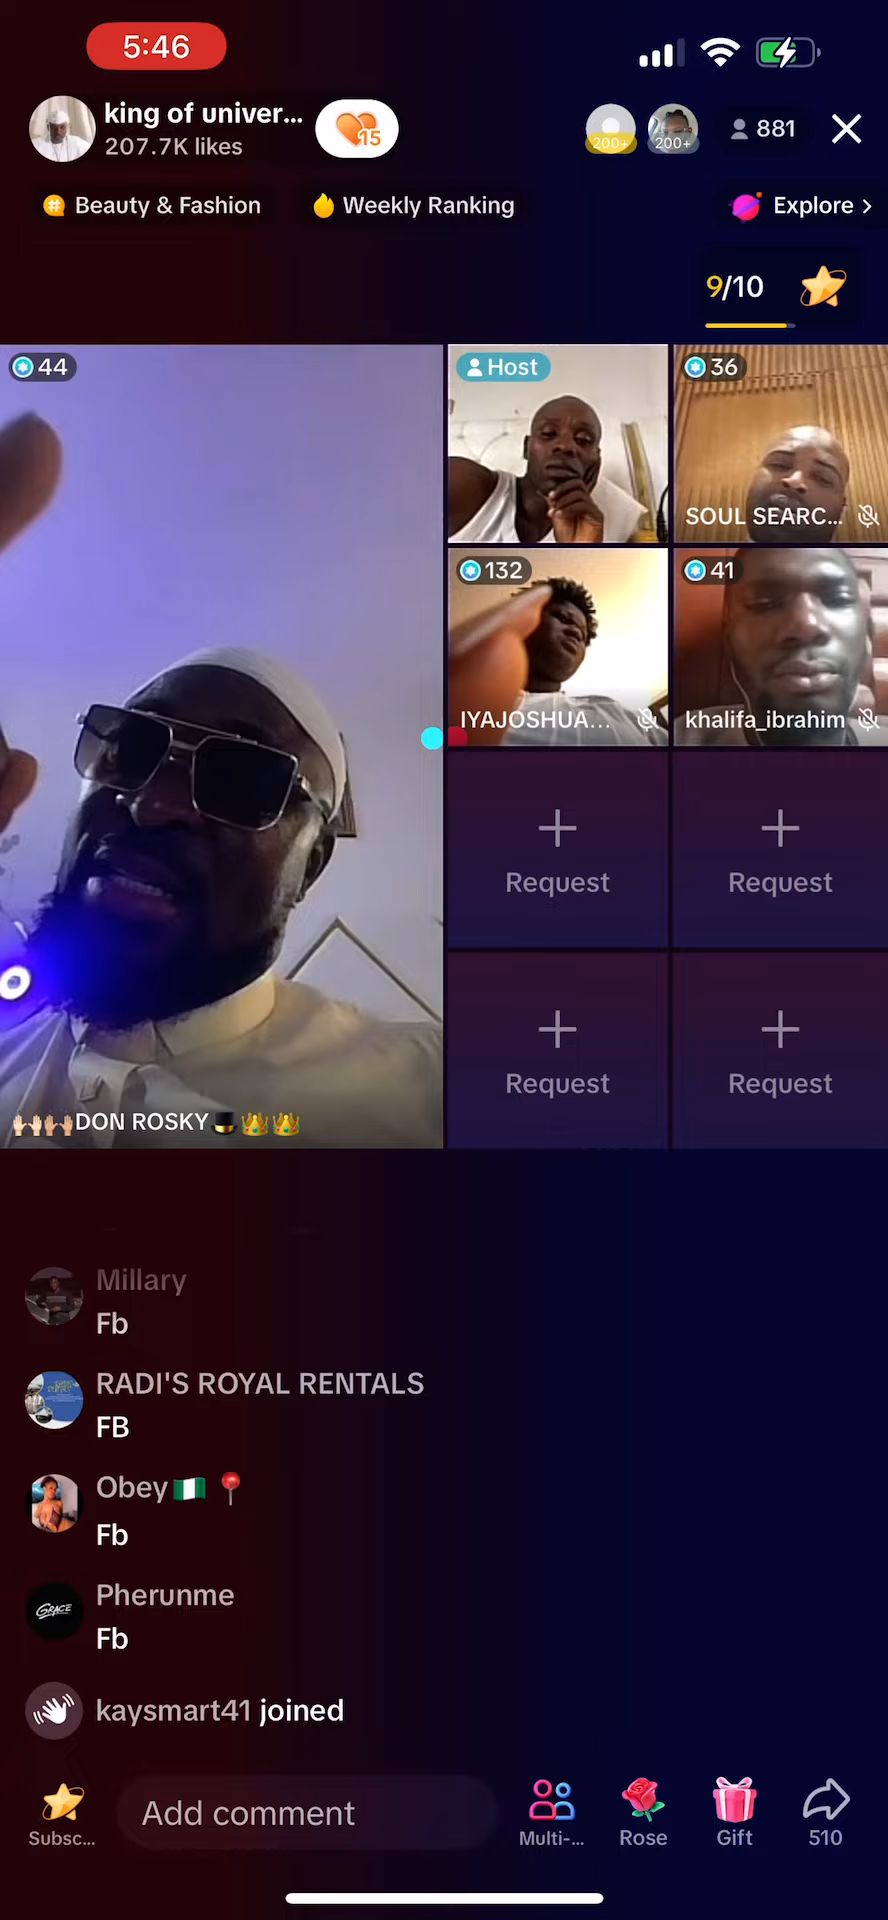 5:46
king of univer...
207.7K likes
15
200+
200+
881
Beauty & Fashion
Weekly Ranking
Explore >
9/10
44
Host
36
SOUL SEARC...
132
41
IYAJOSHUA...
khalifa_ibrahim
Request
Request
Request
Request
🙌🏻🙌🏼🙌🏽DON ROSKY🎩👑👑
Millary
Fb
RADI'S ROYAL RENTALS
FB
Obey🇳🇬📍
Fb
GRACE
Pherunme
Fb
kaysmart41 joined
Add comment
Subsc...
Multi-...
Rose
Gift
510